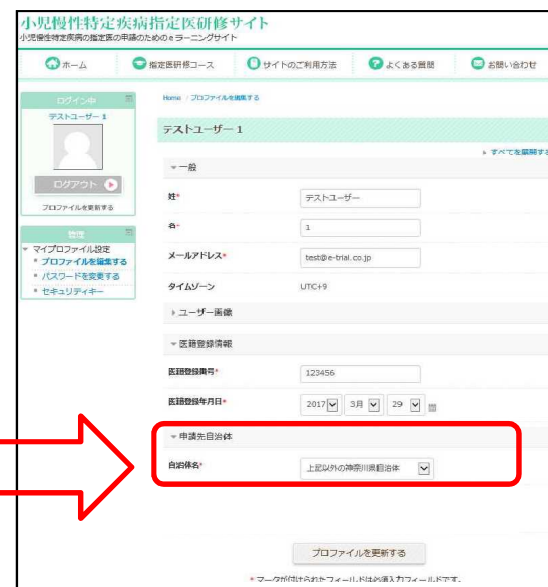 小児慢性特定疾病指定医研修サイト
小児慢性特定疾病の指定医の申請のためのeラーニングサイト
ホーム 指定医研修コース サイトのご利用方法 よくある質問 お問い合わせ
ログイン中
テストユーザー 1
ログアウト
プロファイルを更新する
管理
マイプロファイル設定
プロファイルを編集する
パスワードを変更する
セキュリティキー
Home / プロファイルを編集する
テストユーザー 1
すべてを展開する
一般
姓* テストユーザー
名* 1
メールアドレス* test@e-trial.co.jp
タイムゾーン UTC+9
ユーザー画像
医籍登録情報
医籍登録番号* 123456
医籍登録年月日* 2017 3月 29
申請先自治体
自治体名* 上記以外の神奈川県自治体
プロファイルを更新する
* マークが付けられたフィールドは必須入力フィールドです。